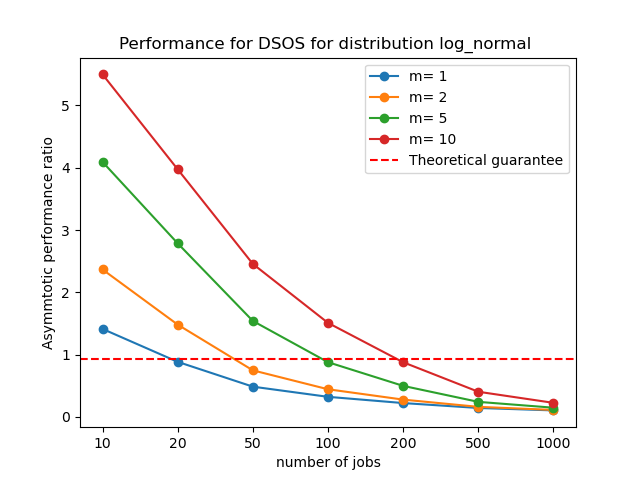 Performance for DSOS for distribution log_normal
m= 1
m= 2
m= 5
m= 10
Theoretical guarantee
Asymmtotic performance ratio
5
4
3
2
1
0
10 20 50 100 200 500 1000
number of jobs